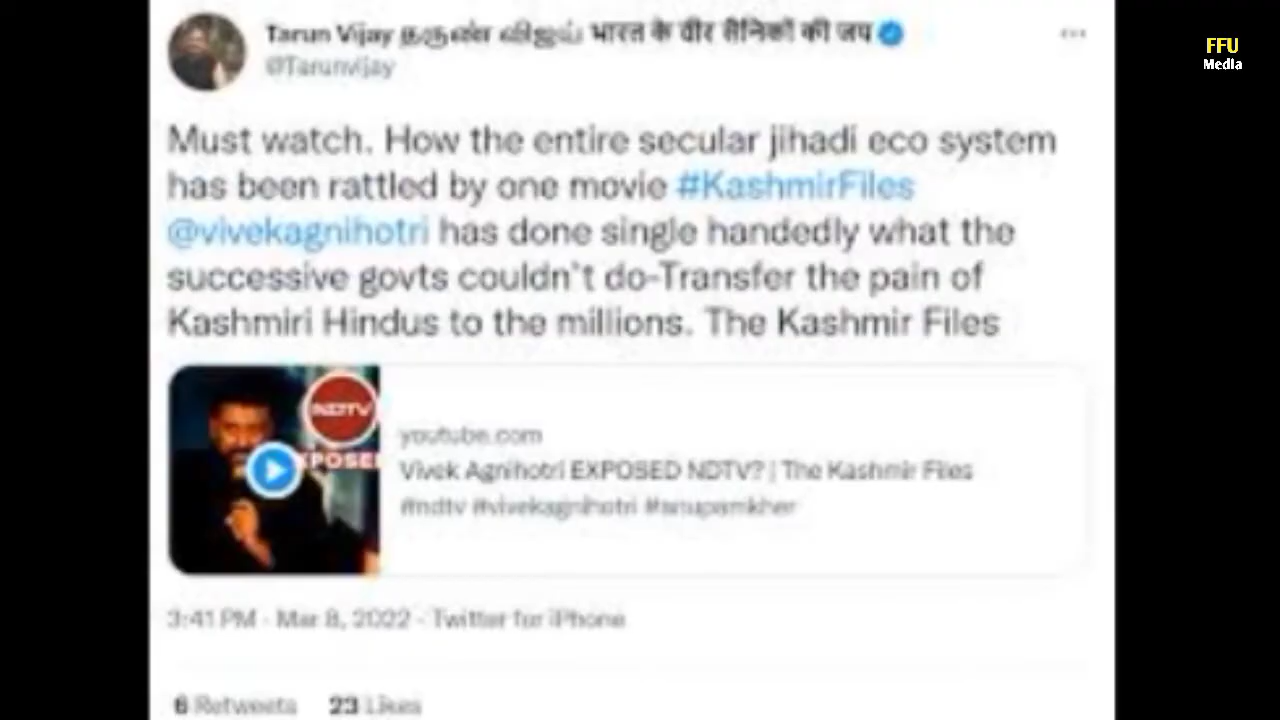 Tarun Vijay தருண் விஜய் भारत के वीर सैनिकों की जय
@Tarunvijay
FFU
Media
Must watch. How the entire secular jihadi eco system
has been rattled by one movie #KashmirFiles
@vivekagnihotri has done single handedly what the
successive govts couldn't do-Transfer the pain of
Kashmiri Hindus to the millions. The Kashmir Files
NDTV
XPOSE
youtube.com
Vivek Agnihotri EXPOSED NDTV? | The Kashmir Files
#ndtv #vivekagnihotri #anupamkher
3:41 PM · Mar 8, 2022 · Twitter for iPhone
6 Retweets 23 Likes